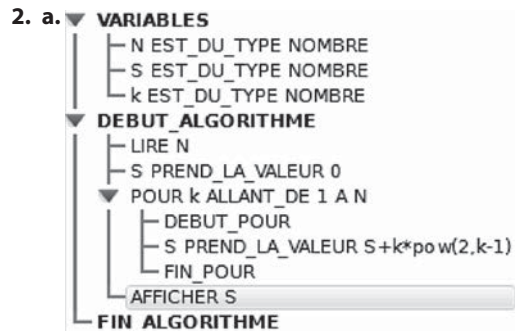 2. a. VARIABLES
N EST_DU_TYPE NOMBRE
S EST_DU_TYPE NOMBRE
k EST_DU_TYPE NOMBRE
DEBUT_ALGORITHME
LIRE N
S PREND_LA_VALEUR 0
POUR k ALLANT_DE 1 A N
DEBUT_POUR
S PREND_LA_VALEUR S+k*pow(2,k-1)
FIN_POUR
AFFICHER S
FIN_ALGORITHME